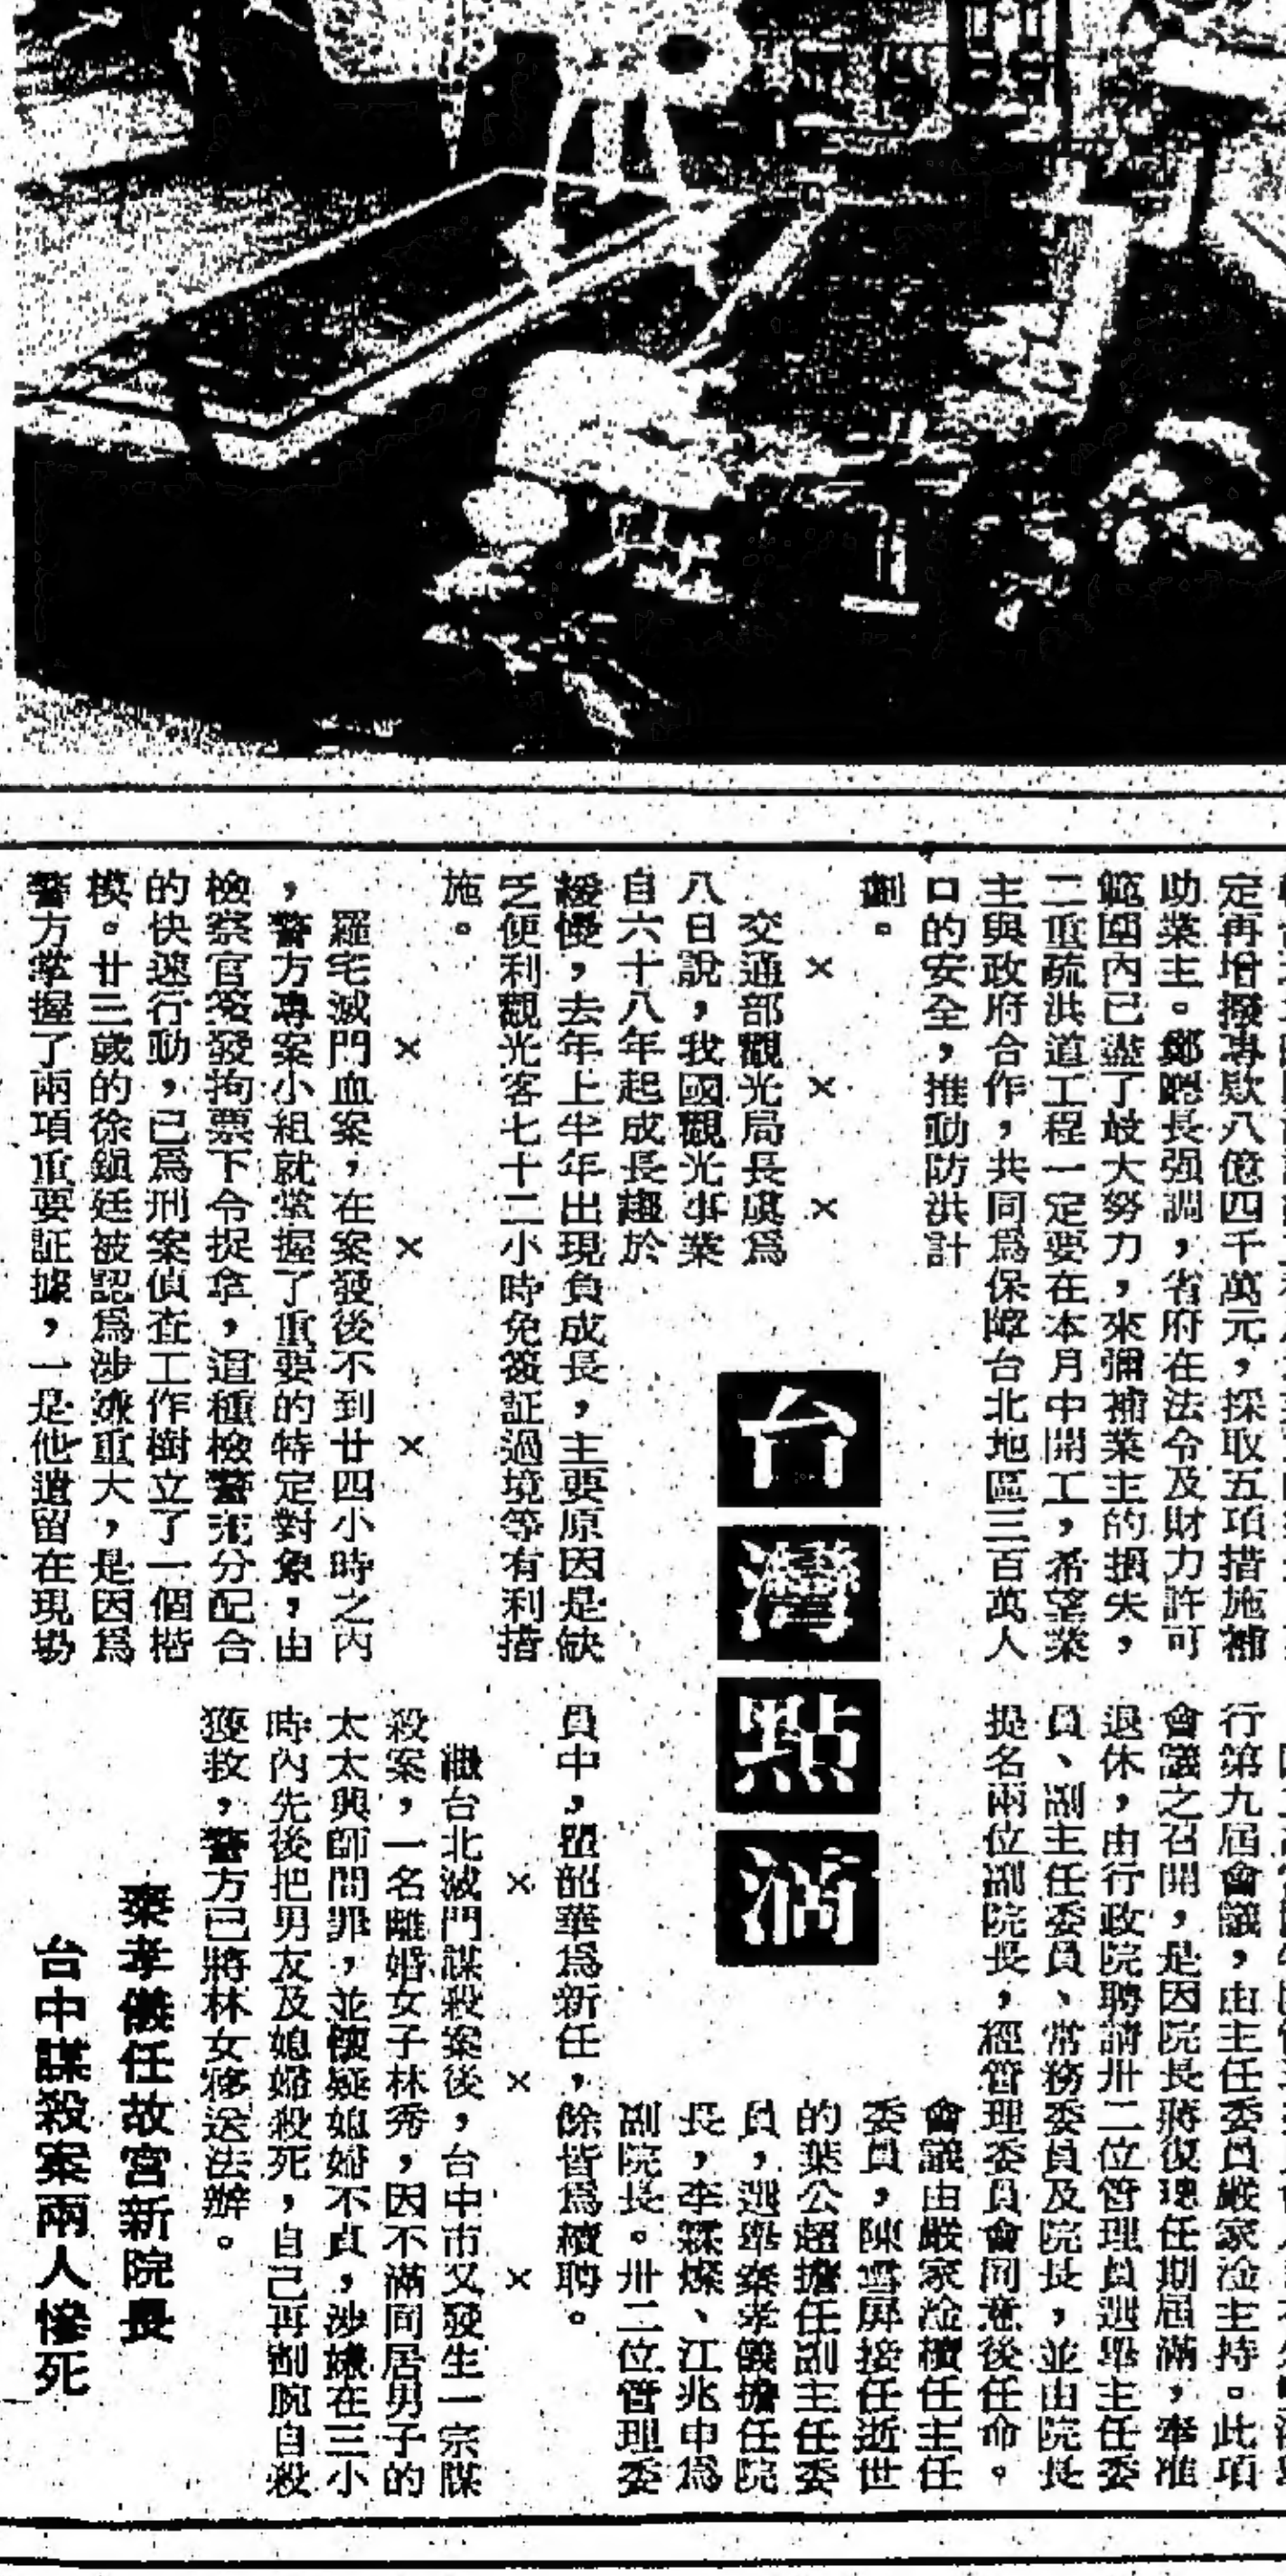 定再增撥專欵八億四千萬元，採取五項措施補
助業主。鄭廳長强調，省府在法令及財力許可
範圍內已盡了歧大努力，來彌補業主的損失，
二重疏洪道工程一定要在本月中開工，希望業
主與政府合作，共同爲保障台北地區三百萬人
口的安全，推動防洪計
劃。
× × ×
交通部觀光局長虞爲
八日說，我國觀光事業
自六十八年起成長趨於
緩慢，去年上半年出現負成長，主要原因是缺
乏便利觀光客七十二小時免簽証過境等有利措
施。
× × ×
羅宅滅門血案，在案發後不到廿四小時之內
，警方專案小組就掌握了重要的特定對象，由
檢察官簽發拘票下令捉拿，這種檢警充分配合
的快速行動，已爲刑案偵查工作樹立了一個楷
模。廿三歲的徐鎭廷被認爲涉嫌重大，是因爲
警方掌握了兩項重要証據，一是他遺留在現場
台灣點滴
行第九屆會議，由主任委員嚴家淦主持。此項
會議之召開，是因院長蔣復璁任期屆滿，奉准
退休，由行政院聘請卅二位管理員選舉主任委
員、副主任委員、常務委員及院長，並由院長
提名兩位副院長，經管理委員會同意後任命。
會議由嚴家淦續任主任
委員，陳雪屏接任逝世
的葉公超擔任副主任委
員，選舉秦孝儀擔任院
長，李霖燦、江兆申爲
副院長。卅二位管理委
員中，瞿韶華爲新任，餘皆爲續聘。
× × ×
繼台北滅門謀殺案後，台中市又發生一宗謀
殺案，一名離婚女子林秀，因不滿同居男子的
太太興師問罪，並懷疑媳婦不貞，涉嫌在三小
時內先後把男友及媳婦殺死，自己再割腕自殺
獲救，警方已將林女移送法辦。
秦孝儀任故宮新院長
台中謀殺案兩人慘死